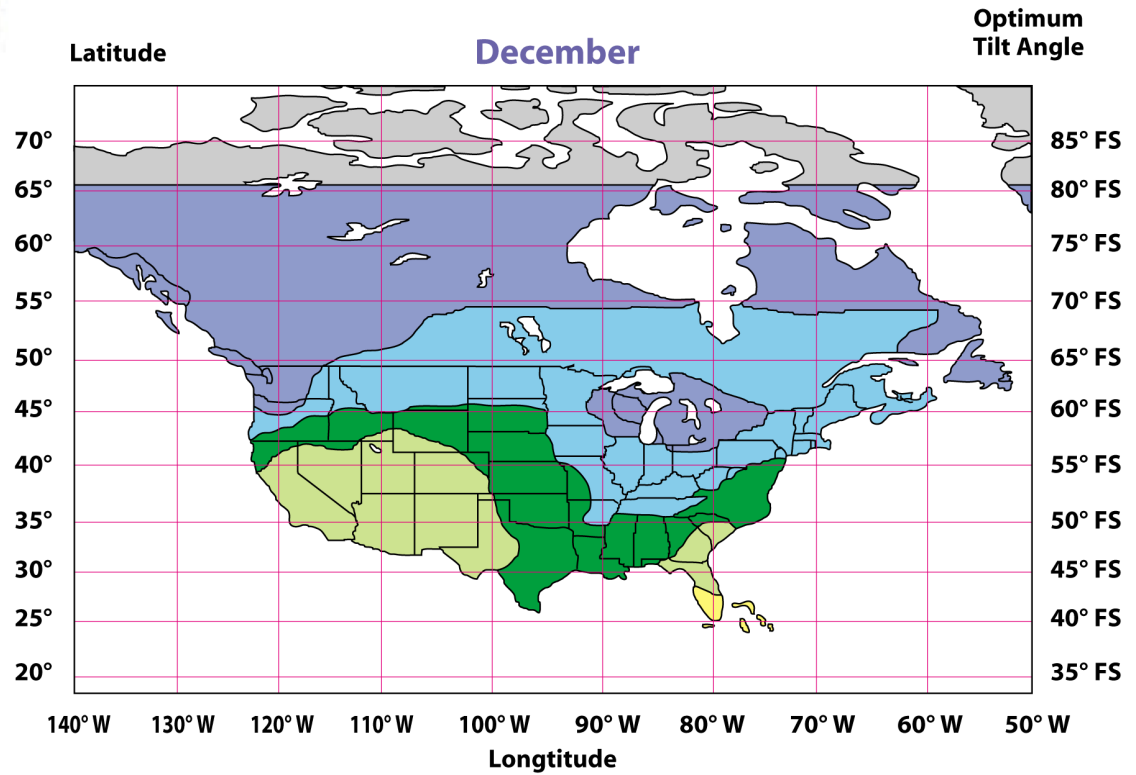 Optimum
Latitude December Tilt Angle
70° 85° FS
65° 80° FS
60° 75° FS
55° 70° FS
50° 65° FS
45° 60° FS
40° 55° FS
35° 50° FS
30° 45° FS
25° 40° FS
20° 35° FS
140°W 130°W 120°W 110°W 100°W 90°W 80°W 70°W 60°W 50°W
Longtitude